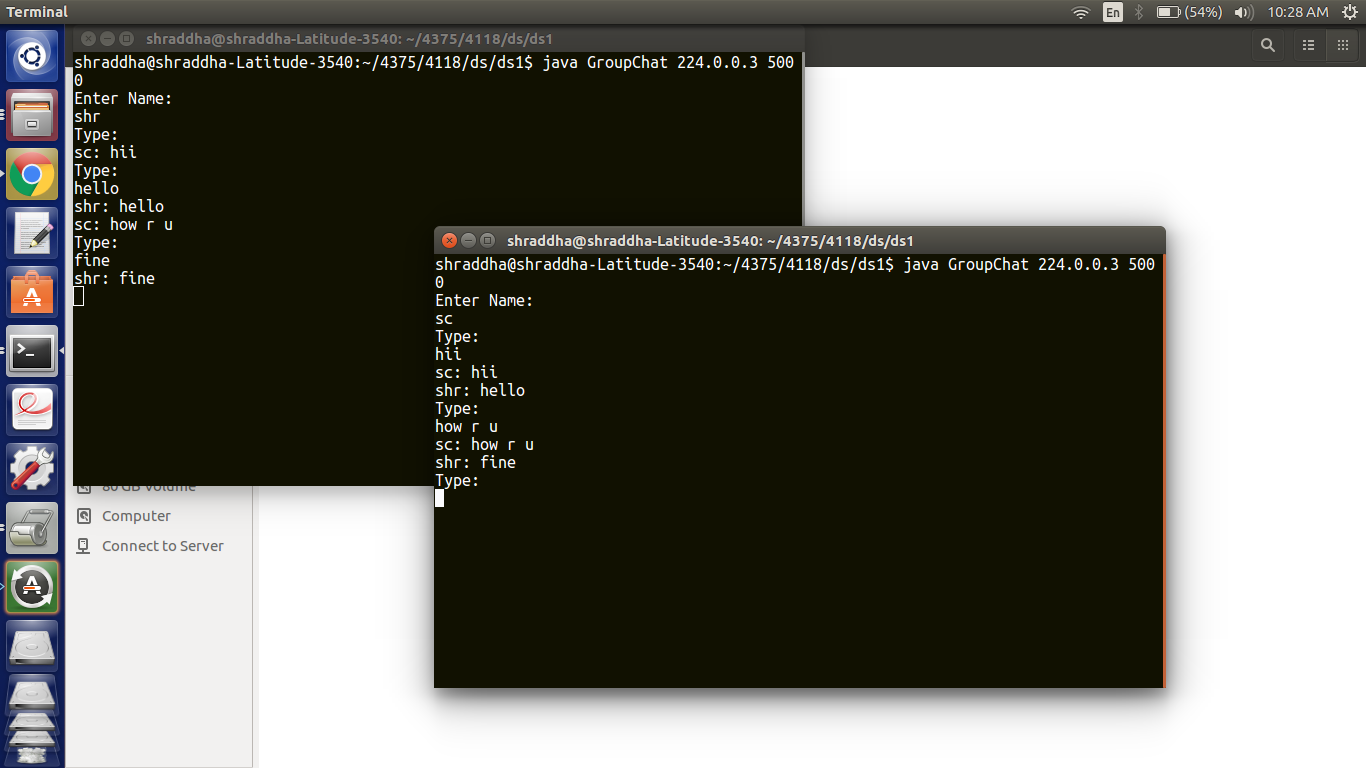 Terminal
En
(54%)
10:28 AM
shraddha@shraddha-Latitude-3540: ~/4375/4118/ds/ds1
shraddha@shraddha-Latitude-3540:~/4375/4118/ds/ds1$ java GroupChat 224.0.0.3 500
0
Enter Name:
shr
Type:
sc: hii
Type:
hello
shr: hello
sc: how r u
Type:
fine
shr: fine
shraddha@shraddha-Latitude-3540: ~/4375/4118/ds/ds1
shraddha@shraddha-Latitude-3540:~/4375/4118/ds/ds1$ java GroupChat 224.0.0.3 500
0
Enter Name:
sc
Type:
hii
sc: hii
shr: hello
Type:
how r u
sc: how r u
shr: fine
Type:
80 GB Volume
Computer
Connect to Server